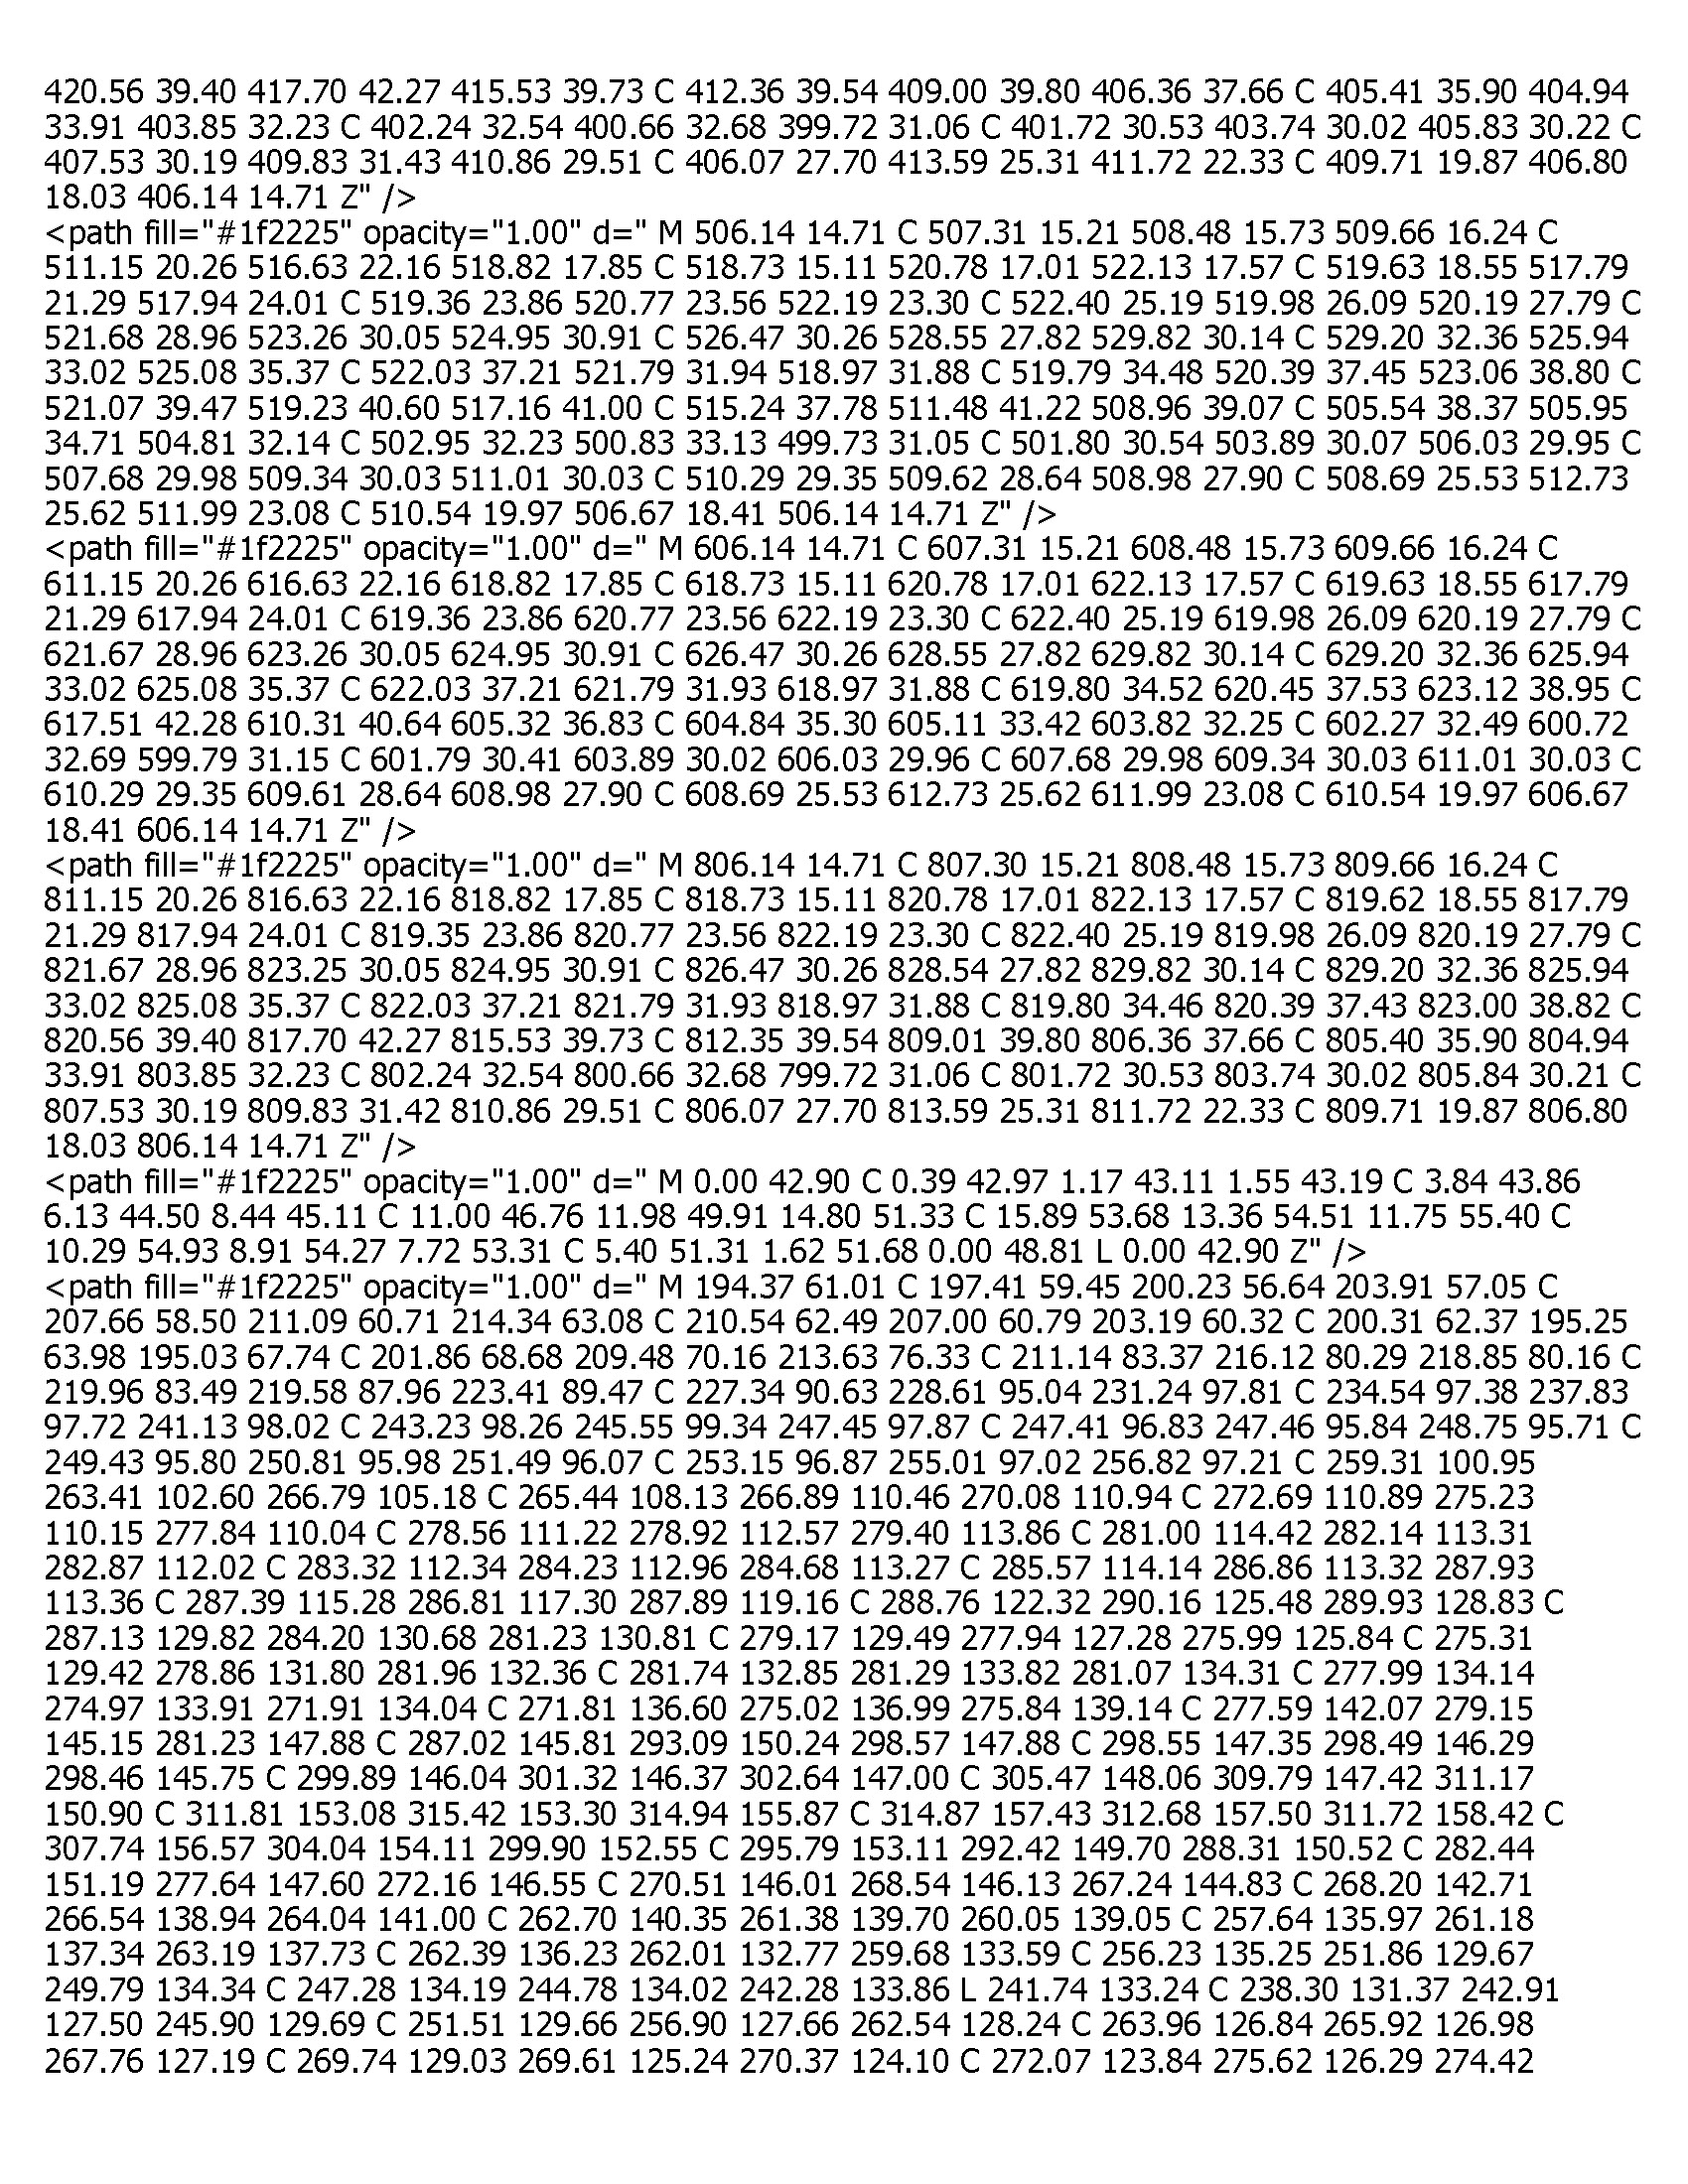 420.56 39.40 417.70 42.27 415.53 39.73 C 412.36 39.54 409.00 39.80 406.36 37.66 C 405.41 35.90 404.94
33.91 403.85 32.23 C 402.24 32.54 400.66 32.68 399.72 31.06 C 401.72 30.53 403.74 30.02 405.83 30.22 C
407.53 30.19 409.83 31.43 410.86 29.51 C 406.07 27.70 413.59 25.31 411.72 22.33 C 409.71 19.87 406.80
18.03 406.14 14.71 Z" />
<path fill="#1f2225" opacity="1.00" d=" M 506.14 14.71 C 507.31 15.21 508.48 15.73 509.66 16.24 C
511.15 20.26 516.63 22.16 518.82 17.85 C 518.73 15.11 520.78 17.01 522.13 17.57 C 519.63 18.55 517.79
21.29 517.94 24.01 C 519.36 23.86 520.77 23.56 522.19 23.30 C 522.40 25.19 519.98 26.09 520.19 27.79 C
521.68 28.96 523.26 30.05 524.95 30.91 C 526.47 30.26 528.55 27.82 529.82 30.14 C 529.20 32.36 525.94
33.02 525.08 35.37 C 522.03 37.21 521.79 31.94 518.97 31.88 C 519.79 34.48 520.39 37.45 523.06 38.80 C
521.07 39.47 519.23 40.60 517.16 41.00 C 515.24 37.78 511.48 41.22 508.96 39.07 C 505.54 38.37 505.95
34.71 504.81 32.14 C 502.95 32.23 500.83 33.13 499.73 31.05 C 501.80 30.54 503.89 30.07 506.03 29.95 C
507.68 29.98 509.34 30.03 511.01 30.03 C 510.29 29.35 509.62 28.64 508.98 27.90 C 508.69 25.53 512.73
25.62 511.99 23.08 C 510.54 19.97 506.67 18.41 506.14 14.71 Z" />
<path fill="#1f2225" opacity="1.00" d=" M 606.14 14.71 C 607.31 15.21 608.48 15.73 609.66 16.24 C
611.15 20.26 616.63 22.16 618.82 17.85 C 618.73 15.11 620.78 17.01 622.13 17.57 C 619.63 18.55 617.79
21.29 617.94 24.01 C 619.36 23.86 620.77 23.56 622.19 23.30 C 622.40 25.19 619.98 26.09 620.19 27.79 C
621.67 28.96 623.26 30.05 624.95 30.91 C 626.47 30.26 628.55 27.82 629.82 30.14 C 629.20 32.36 625.94
33.02 625.08 35.37 C 622.03 37.21 621.79 31.93 618.97 31.88 C 619.80 34.52 620.45 37.53 623.12 38.95 C
617.51 42.28 610.31 40.64 605.32 36.83 C 604.84 35.30 605.11 33.42 603.82 32.25 C 602.27 32.49 600.72
32.69 599.79 31.15 C 601.79 30.41 603.89 30.02 606.03 29.96 C 607.68 29.98 609.34 30.03 611.01 30.03 C
610.29 29.35 609.61 28.64 608.98 27.90 C 608.69 25.53 612.73 25.62 611.99 23.08 C 610.54 19.97 606.67
18.41 606.14 14.71 Z" />
<path fill="#1f2225" opacity="1.00" d=" M 806.14 14.71 C 807.30 15.21 808.48 15.73 809.66 16.24 C
811.15 20.26 816.63 22.16 818.82 17.85 C 818.73 15.11 820.78 17.01 822.13 17.57 C 819.62 18.55 817.79
21.29 817.94 24.01 C 819.35 23.86 820.77 23.56 822.19 23.30 C 822.40 25.19 819.98 26.09 820.19 27.79 C
821.67 28.96 823.25 30.05 824.95 30.91 C 826.47 30.26 828.54 27.82 829.82 30.14 C 829.20 32.36 825.94
33.02 825.08 35.37 C 822.03 37.21 821.79 31.93 818.97 31.88 C 819.80 34.46 820.39 37.43 823.00 38.82 C
820.56 39.40 817.70 42.27 815.53 39.73 C 812.35 39.54 809.01 39.80 806.36 37.66 C 805.40 35.90 804.94
33.91 803.85 32.23 C 802.24 32.54 800.66 32.68 799.72 31.06 C 801.72 30.53 803.74 30.02 805.84 30.21 C
807.53 30.19 809.83 31.42 810.86 29.51 C 806.07 27.70 813.59 25.31 811.72 22.33 C 809.71 19.87 806.80
18.03 806.14 14.71 Z" />
<path fill="#1f2225" opacity="1.00" d=" M 0.00 42.90 C 0.39 42.97 1.17 43.11 1.55 43.19 C 3.84 43.86
6.13 44.50 8.44 45.11 C 11.00 46.76 11.98 49.91 14.80 51.33 C 15.89 53.68 13.36 54.51 11.75 55.40 C
10.29 54.93 8.91 54.27 7.72 53.31 C 5.40 51.31 1.62 51.68 0.00 48.81 L 0.00 42.90 Z" />
<path fill="#1f2225" opacity="1.00" d=" M 194.37 61.01 C 197.41 59.45 200.23 56.64 203.91 57.05 C
207.66 58.50 211.09 60.71 214.34 63.08 C 210.54 62.49 207.00 60.79 203.19 60.32 C 200.31 62.37 195.25
63.98 195.03 67.74 C 201.86 68.68 209.48 70.16 213.63 76.33 C 211.14 83.37 216.12 80.29 218.85 80.16 C
219.96 83.49 219.58 87.96 223.41 89.47 C 227.34 90.63 228.61 95.04 231.24 97.81 C 234.54 97.38 237.83
97.72 241.13 98.02 C 243.23 98.26 245.55 99.34 247.45 97.87 C 247.41 96.83 247.46 95.84 248.75 95.71 C
249.43 95.80 250.81 95.98 251.49 96.07 C 253.15 96.87 255.01 97.02 256.82 97.21 C 259.31 100.95
263.41 102.60 266.79 105.18 C 265.44 108.13 266.89 110.46 270.08 110.94 C 272.69 110.89 275.23
110.15 277.84 110.04 C 278.56 111.22 278.92 112.57 279.40 113.86 C 281.00 114.42 282.14 113.31
282.87 112.02 C 283.32 112.34 284.23 112.96 284.68 113.27 C 285.57 114.14 286.86 113.32 287.93
113.36 C 287.39 115.28 286.81 117.30 287.89 119.16 C 288.76 122.32 290.16 125.48 289.93 128.83 C
287.13 129.82 284.20 130.68 281.23 130.81 C 279.17 129.49 277.94 127.28 275.99 125.84 C 275.31
129.42 278.86 131.80 281.96 132.36 C 281.74 132.85 281.29 133.82 281.07 134.31 C 277.99 134.14
274.97 133.91 271.91 134.04 C 271.81 136.60 275.02 136.99 275.84 139.14 C 277.59 142.07 279.15
145.15 281.23 147.88 C 287.02 145.81 293.09 150.24 298.57 147.88 C 298.55 147.35 298.49 146.29
298.46 145.75 C 299.89 146.04 301.32 146.37 302.64 147.00 C 305.47 148.06 309.79 147.42 311.17
150.90 C 311.81 153.08 315.42 153.30 314.94 155.87 C 314.87 157.43 312.68 157.50 311.72 158.42 C
307.74 156.57 304.04 154.11 299.90 152.55 C 295.79 153.11 292.42 149.70 288.31 150.52 C 282.44
151.19 277.64 147.60 272.16 146.55 C 270.51 146.01 268.54 146.13 267.24 144.83 C 268.20 142.71
266.54 138.94 264.04 141.00 C 262.70 140.35 261.38 139.70 260.05 139.05 C 257.64 135.97 261.18
137.34 263.19 137.73 C 262.39 136.23 262.01 132.77 259.68 133.59 C 256.23 135.25 251.86 129.67
249.79 134.34 C 247.28 134.19 244.78 134.02 242.28 133.86 L 241.74 133.24 C 238.30 131.37 242.91
127.50 245.90 129.69 C 251.51 129.66 256.90 127.66 262.54 128.24 C 263.96 126.84 265.92 126.98
267.76 127.19 C 269.74 129.03 269.61 125.24 270.37 124.10 C 272.07 123.84 275.62 126.29 274.42